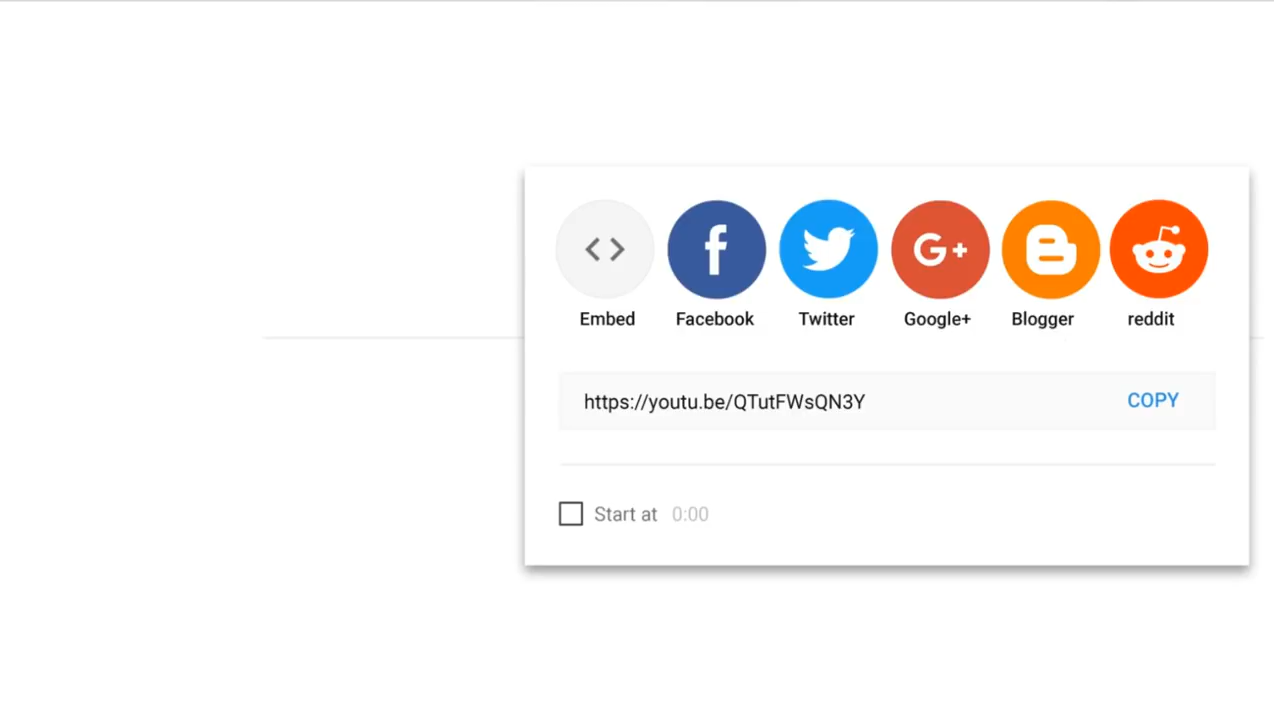 Embed Facebook Twitter Google+ Blogger reddit
https://youtu.be/QTutFWsQN3Y COPY
Start at 0:00